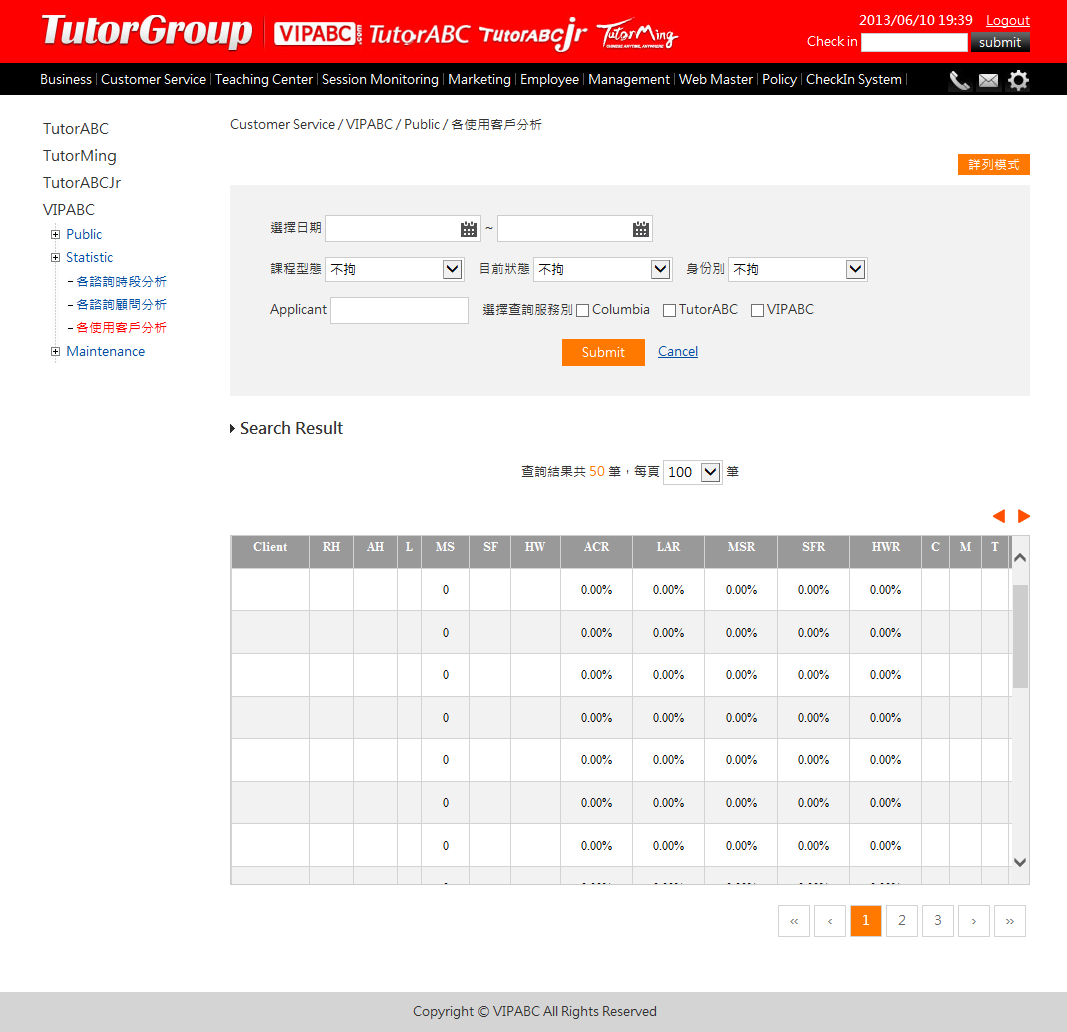 TutorGroup VIPABC.com TutorABC TUTORABCjr TutorMing CHINESE ANYTIME, ANYWHERE
2013/06/10 19:39 Logout
Check in submit
Business Customer Service Teaching Center Session Monitoring Marketing Employee Management Web Master Policy CheckIn System
TutorABC
TutorMing
TutorABCJr
VIPABC
Public
Statistic
- 各諮詢時段分析
- 各諮詢顧問分析
- 各使用客戶分析
Maintenance
Customer Service / VIPABC / Public / 各使用客戶分析
詳列模式
選擇日期 ~
課程型態 不拘 目前狀態 不拘 身份別 不拘
Applicant 選擇查詢服務別 Columbia TutorABC VIPABC
Submit Cancel
Search Result
查詢結果共 50 筆，每頁 100 筆
Client RH AH L MS SF HW ACR LAR MSR SFR HWR C M T
0 0.00% 0.00% 0.00% 0.00% 0.00%
0 0.00% 0.00% 0.00% 0.00% 0.00%
0 0.00% 0.00% 0.00% 0.00% 0.00%
0 0.00% 0.00% 0.00% 0.00% 0.00%
0 0.00% 0.00% 0.00% 0.00% 0.00%
0 0.00% 0.00% 0.00% 0.00% 0.00%
0 0.00% 0.00% 0.00% 0.00% 0.00%
« ‹ 1 2 3 › »
Copyright © VIPABC All Rights Reserved